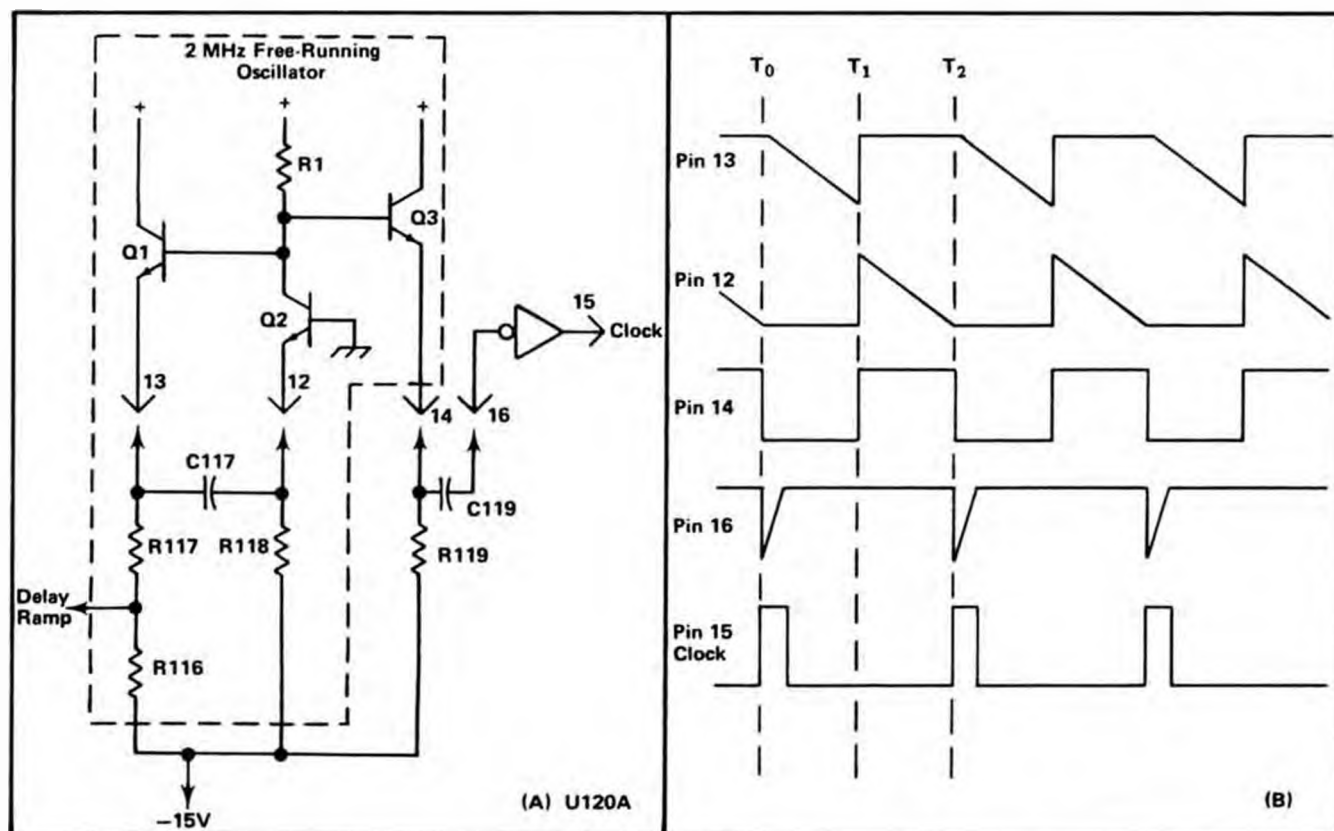 2 MHz Free-Running
Oscillator
+
+
+
R1
Q1
Q3
Q2
15
Clock
13
12
14
16
C117
C119
R117
R118
R119
Delay
Ramp
R116
−15V
(A) U120A
T0
T1
T2
Pin 13
Pin 12
Pin 14
Pin 16
Pin 15
Clock
(B)